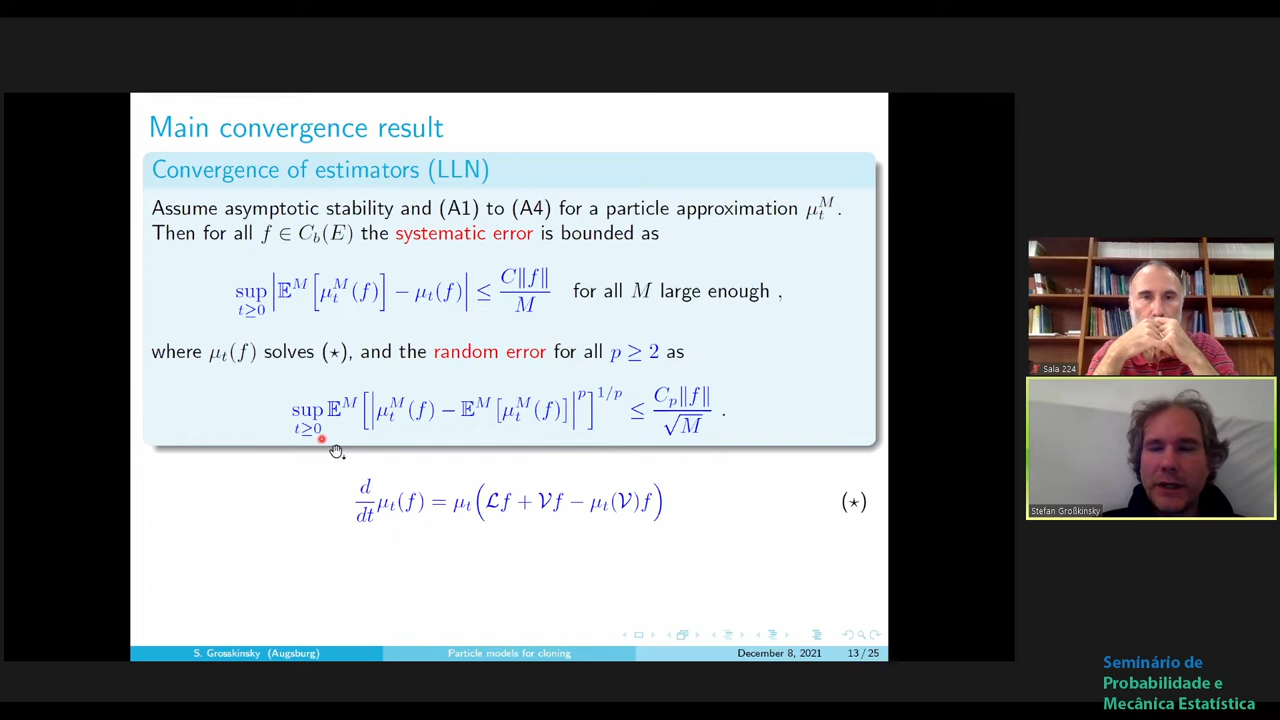 Main convergence result
Convergence of estimators (LLN)
Assume asymptotic stability and (A1) to (A4) for a particle approximation μ_t^M.
Then for all f ∈ C_b(E) the systematic error is bounded as
sup_{t≥0} |𝔼^M[μ_t^M(f)] − μ_t(f)| ≤ C‖f‖/M for all M large enough ,
where μ_t(f) solves (⋆), and the random error for all p ≥ 2 as
sup_{t≥0} 𝔼^M[|μ_t^M(f) − 𝔼^M[μ_t^M(f)]|^p]^{1/p} ≤ C_p‖f‖/√M .
d/dt μ_t(f) = μ_t(ℒf + 𝒱f − μ_t(𝒱)f) (⋆)
S. Grosskinsky (Augsburg) Particle models for cloning December 8, 2021 13 / 25
Sala 224
Stefan Großkinsky
Seminário de
Probabilidade e
Mecânica Estatística